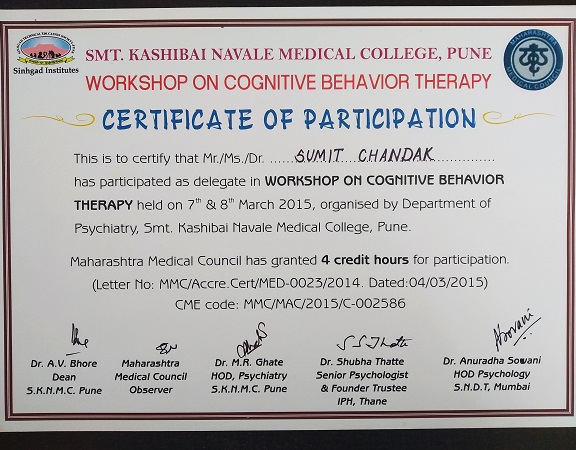 Sinhgad Institutes
MAHARASHTRA
MEDICAL COUNCIL
SMT. KASHIBAI NAVALE MEDICAL COLLEGE, PUNE
WORKSHOP ON COGNITIVE BEHAVIOR THERAPY
CERTIFICATE OF PARTICIPATION
This is to certify that Mr./Ms./Dr. ......SUMIT....CHANDAK...............
has participated as delegate in WORKSHOP ON COGNITIVE BEHAVIOR
THERAPY held on 7th & 8th March 2015, organised by Department of
Psychiatry, Smt. Kashibai Navale Medical College, Pune.
Maharashtra Medical Council has granted 4 credit hours for participation.
(Letter No: MMC/Accre.Cert/MED-0023/2014. Dated:04/03/2015)
CME code: MMC/MAC/2015/C-002586
Dr. A.V. Bhore
Dean
S.K.N.M.C. Pune
Maharashtra
Medical Council
Observer
Dr. M.R. Ghate
HOD, Psychiatry
S.K.N.M.C. Pune
S S Thatte
Dr. Shubha Thatte
Senior Psychologist
& Founder Trustee
IPH, Thane
Dr. Anuradha Sowani
HOD Psychology
S.N.D.T, Mumbai